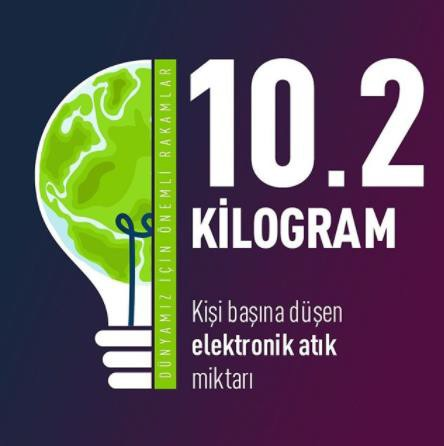 DÜNYAMIZ İÇİN ÖNEMLİ RAKAMLAR
10.2
KİLOGRAM
Kişi başına düşen
elektronik atık
miktarı